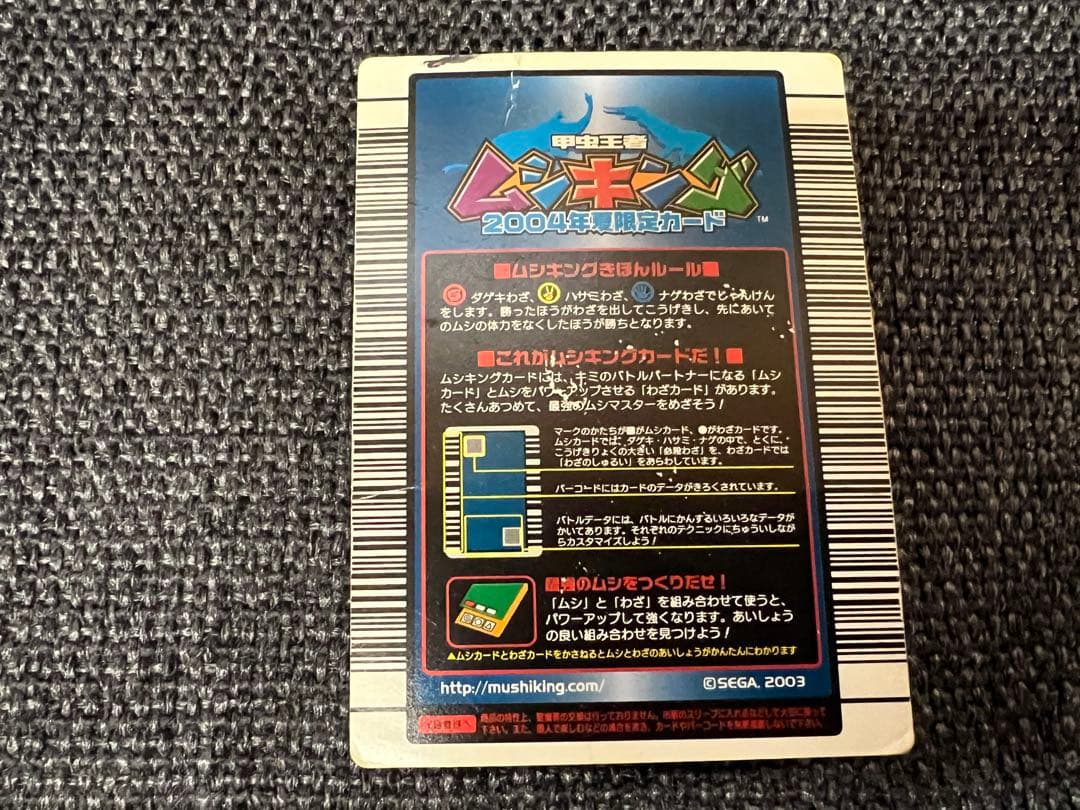 甲虫王者
ムシキング
2004年夏限定カード
TM
■ムシキングきほんルール■
ダゲキわざ、 ハサミわざ、 ナゲわざでじゃんけん
をします。勝ったほうがわざを出してこうげきし、先にあいて
のムシの体力をなくしたほうが勝ちとなります。
■これがムシキングカードだ!■
ムシキングカードには、キミのバトルパートナーになる「ムシ
カード」とムシをパワーアップさせる「わざカード」があります。
たくさんあつめて、最強のムシマスターをめざそう!
マークのかたちが■がムシカード、●がわざカードです。
ムシカードでは、ダゲキ・ハサミ・ナゲの中で、とくに、
こうげきりょくの大きい「必殺わざ」を、わざカードでは
「わざのしゅるい」をあらわしています。
バーコードにはカードのデータがきろくされています。
バトルデータには、バトルにかんするいろいろなデータが
かいてあります。それぞれのテクニックにちゅういしなが
らカスタマイズしよう!
最強のムシをつくりだせ!
「ムシ」と「わざ」を組み合わせて使うと、
パワーアップして強くなります。あいしょう
の良い組み合わせを見つけよう!
▲ムシカードとわざカードをかさねるとムシとわざのあいしょうがかんたんにわかります
http://mushiking.com/
©SEGA, 2003
商品の特性上、
下さい。また、